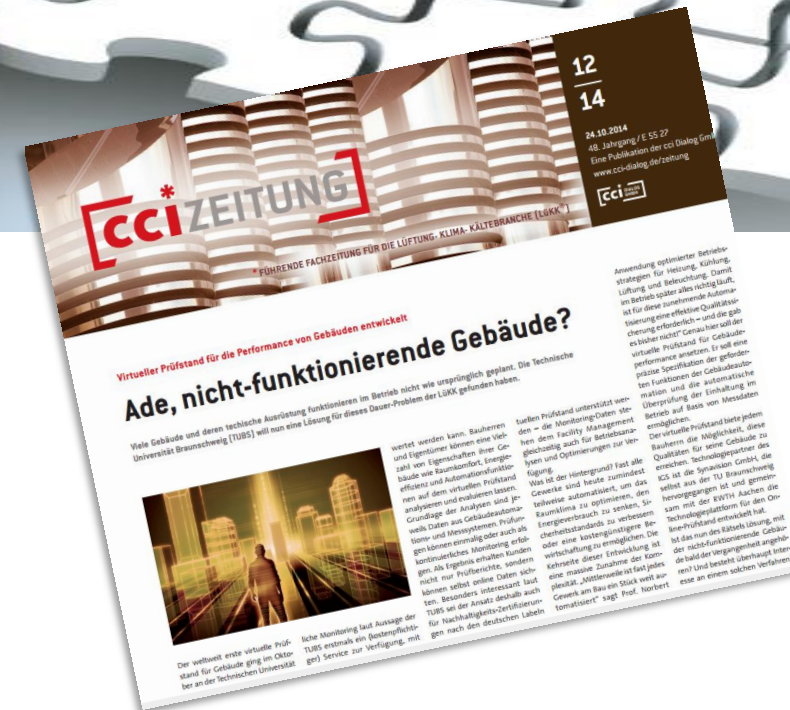 12
14
24.10.2014
48. Jahrgang / E 55 27
Eine Publikation der cci Dialog GmbH
www.cci-dialog.de/zeitung
[cci DIALOG GMBH]
[cci* ZEITUNG]
* FÜHRENDE FACHZEITUNG FÜR DIE LÜFTUNG- KLIMA- KÄLTEBRANCHE [LÜKK®]
Virtueller Prüfstand für die Performance von Gebäuden entwickelt
Ade, nicht-funktionierende Gebäude?
Viele Gebäude und deren techische Ausrüstung funktionieren im Betrieb nicht wie ursprünglich geplant. Die Technische
Universität Braunschweig [TUBS] will nun eine Lösung für dieses Dauer-Problem der LüKK gefunden haben.
Der weltweit erste virtuelle Prüf-
stand für Gebäude ging im Okto-
ber an der Technischen Universität
liche Monitoring laut Aussage der
TUBS erstmals ein (kostenpflichti-
ger) Service zur Verfügung, mit
wertet werden kann. Bauherren
und Eigentümer können eine Viel-
zahl von Eigenschaften ihrer Ge-
bäude wie Raumkomfort, Energie-
effizienz und Automationsfunktio-
nen auf dem virtuellen Prüfstand
analysieren und evaluieren lassen.
Grundlage der Analysen sind je-
weils Daten aus Gebäudeautoma-
tions- und Messsystemen. Prüfun-
gen können einmalig oder auch als
kontinuierliches Monitoring erfol-
gen. Als Ergebnis erhalten Kunden
nicht nur Prüfberichte, sondern
können selbst online Daten sich-
ten. Besonders interessant laut
TUBS sei der Ansatz deshalb auch
für Nachhaltigkeits-Zertifizierun-
gen nach den deutschen Labeln
tuellen Prüfstand unterstützt wer-
den – die Monitoring-Daten ste-
hen dem Facility Management
gleichzeitig auch für Betriebsana-
lysen und Optimierungen zur Ver-
fügung.
Was ist der Hintergrund? Fast alle
Gewerke sind heute zumindest
teilweise automatisiert, um das
Raumklima zu optimieren, den
Energieverbrauch zu senken, Si-
cherheitsstandards zu verbessern
oder eine kostengünstigere Be-
wirtschaftung zu ermöglichen. Die
Kehrseite dieser Entwicklung ist
eine massive Zunahme der Kom-
plexität. „Mittlerweile ist fast jedes
Gewerk am Bau ein Stück weit au-
tomatisiert" sagt Prof. Norbert
Anwendung optimierter Betriebs-
strategien für Heizung, Kühlung,
Lüftung und Beleuchtung. Damit
im Betrieb später alles richtig läuft,
ist für diese zunehmende Automa-
tisierung eine effektive Qualitätssi-
cherung erforderlich – und die gab
es bisher nicht!" Genau hier soll der
virtuelle Prüfstand für Gebäude-
performance ansetzen. Er soll eine
präzise Spezifikation der geforder-
ten Funktionen der Gebäudeauto-
mation und die automatische
Überprüfung der Einhaltung im
Betrieb auf Basis von Messdaten
ermöglichen.
Der virtuelle Prüfstand biete jedem
Bauherrn die Möglichkeit, diese
Qualitäten für seine Gebäude zu
erreichen. Technologiepartner des
IGS ist die Synavision GmbH, die
selbst aus der TU Braunschweig
hervorgegangen ist und gemein-
sam mit der RWTH Aachen die
Technologieplattform für den On-
line-Prüfstand entwickelt hat.
Ist das nun des Rätsels Lösung, mit
der nicht-funktionierende Gebäu-
de bald der Vergangenheit angehö-
ren? Und besteht überhaupt Inter-
esse an einem solchen Verfahren